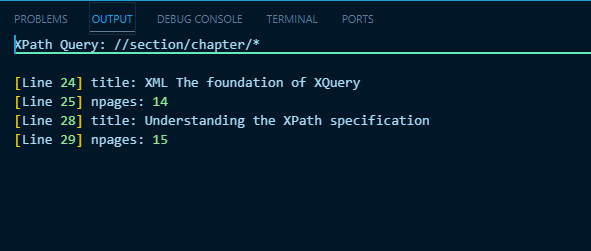 PROBLEMS OUTPUT DEBUG CONSOLE TERMINAL PORTS
XPath Query: //section/chapter/*
[Line 24] title: XML The foundation of XQuery
[Line 25] npages: 14
[Line 28] title: Understanding the XPath specification
[Line 29] npages: 15